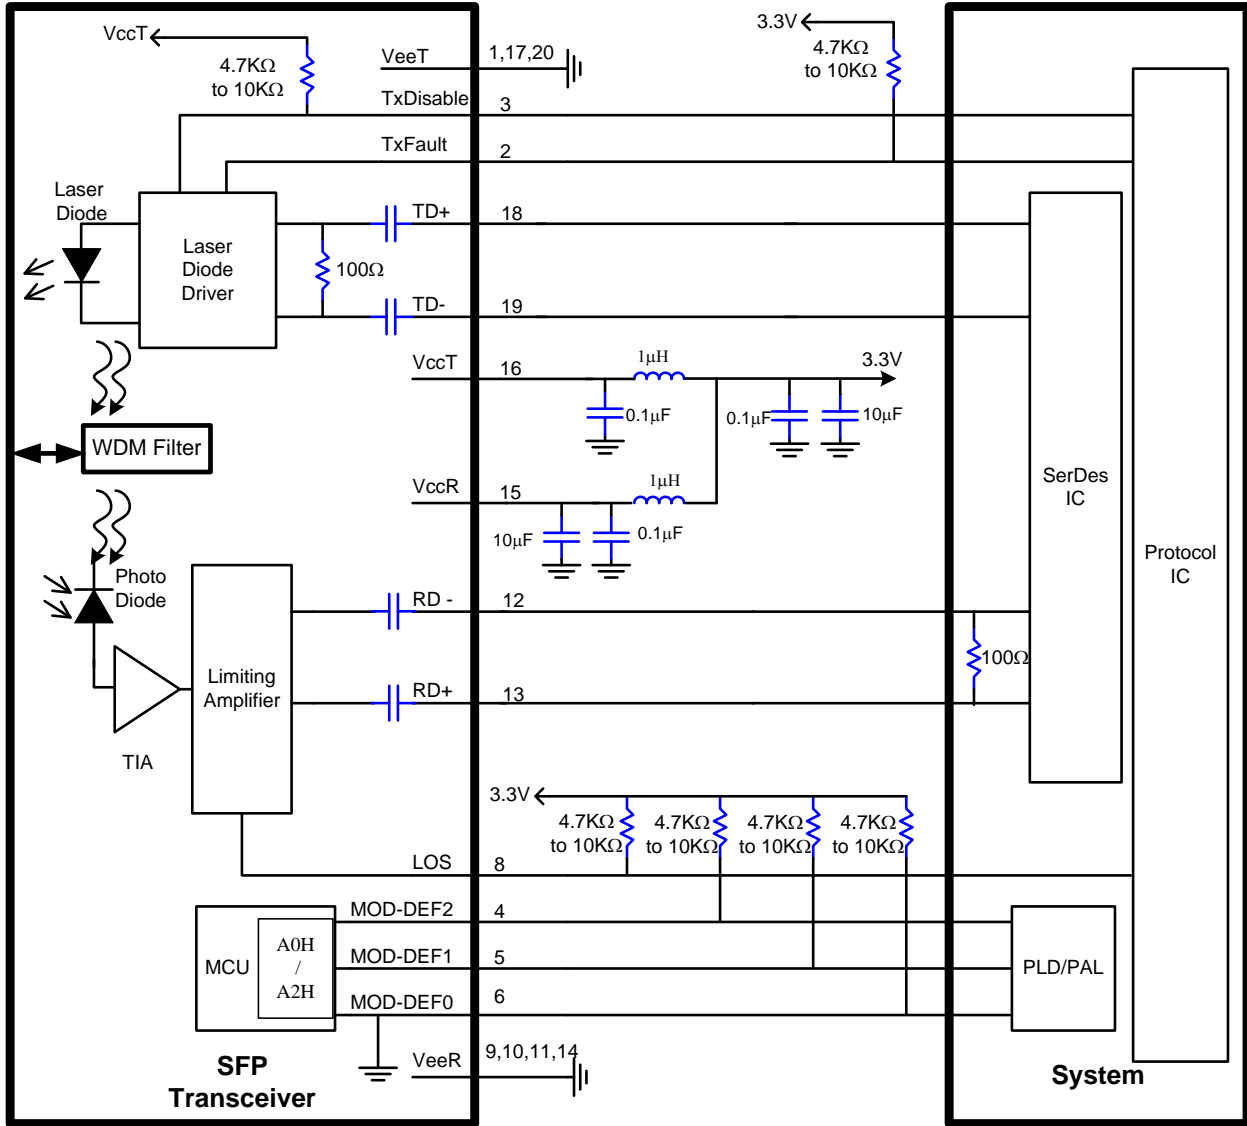 VccT
4.7KΩ
to 10KΩ
VeeT
1,17,20
3.3V
4.7KΩ
to 10KΩ
TxDisable
3
TxFault
2
Laser
Diode
Laser
Diode
Driver
100Ω
TD+
18
TD-
19
VccT
16
1μH
3.3V
0.1μF
0.1μF
10μF
WDM Filter
VccR
15
1μH
10μF
0.1μF
SerDes
IC
Protocol
IC
Photo
Diode
RD -
12
Limiting
Amplifier
RD+
13
100Ω
TIA
3.3V
4.7KΩ
to 10KΩ
4.7KΩ
to 10KΩ
4.7KΩ
to 10KΩ
4.7KΩ
to 10KΩ
LOS
8
MOD-DEF2
4
MCU
A0H
/
A2H
MOD-DEF1
5
PLD/PAL
MOD-DEF0
6
VeeR
9,10,11,14
SFP
Transceiver
System